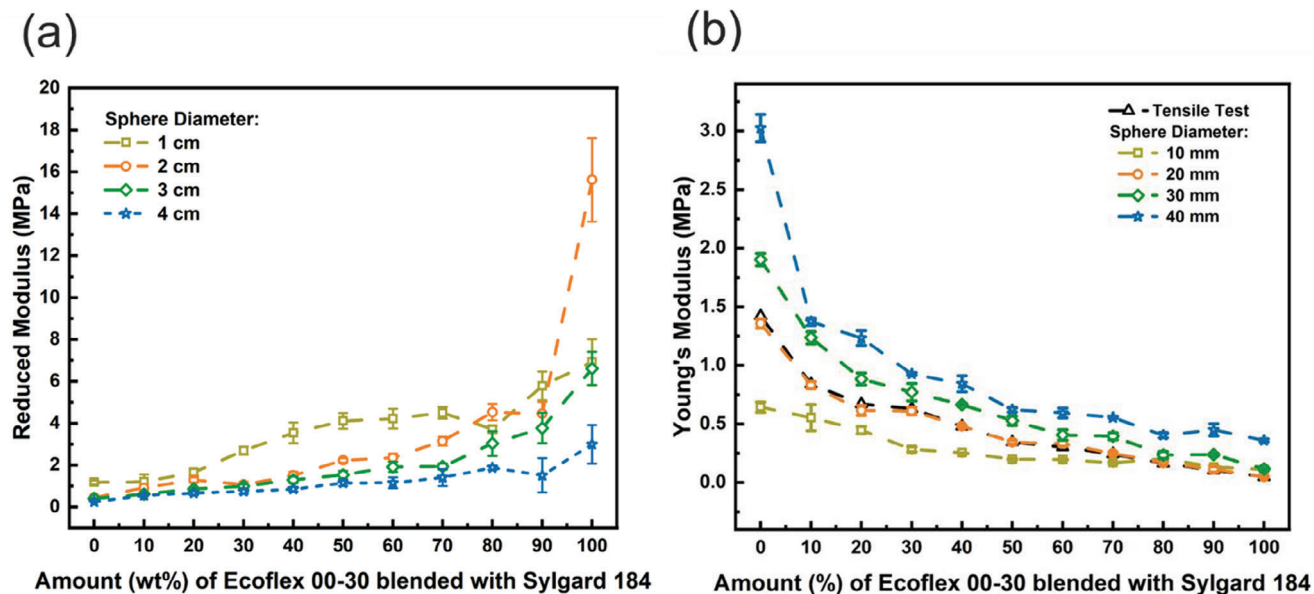 (a)
Reduced Modulus (MPa)
20
18
16
14
12
10
8
6
4
2
0
Sphere Diameter:
1 cm
2 cm
3 cm
4 cm
0 10 20 30 40 50 60 70 80 90 100
Amount (wt%) of Ecoflex 00-30 blended with Sylgard 184
(b)
Young's Modulus (MPa)
3.0
2.5
2.0
1.5
1.0
0.5
0.0
Tensile Test
Sphere Diameter:
10 mm
20 mm
30 mm
40 mm
0 10 20 30 40 50 60 70 80 90 100
Amount (%) of Ecoflex 00-30 blended with Sylgard 184